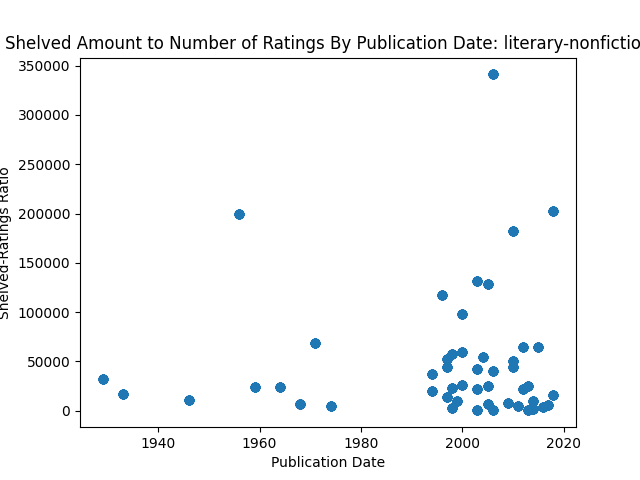 Shelved Amount to Number of Ratings By Publication Date: literary-nonfictio
350000
300000
250000
200000
150000
100000
50000
0
Shelved-Ratings Ratio
1940 1960 1980 2000 2020
Publication Date